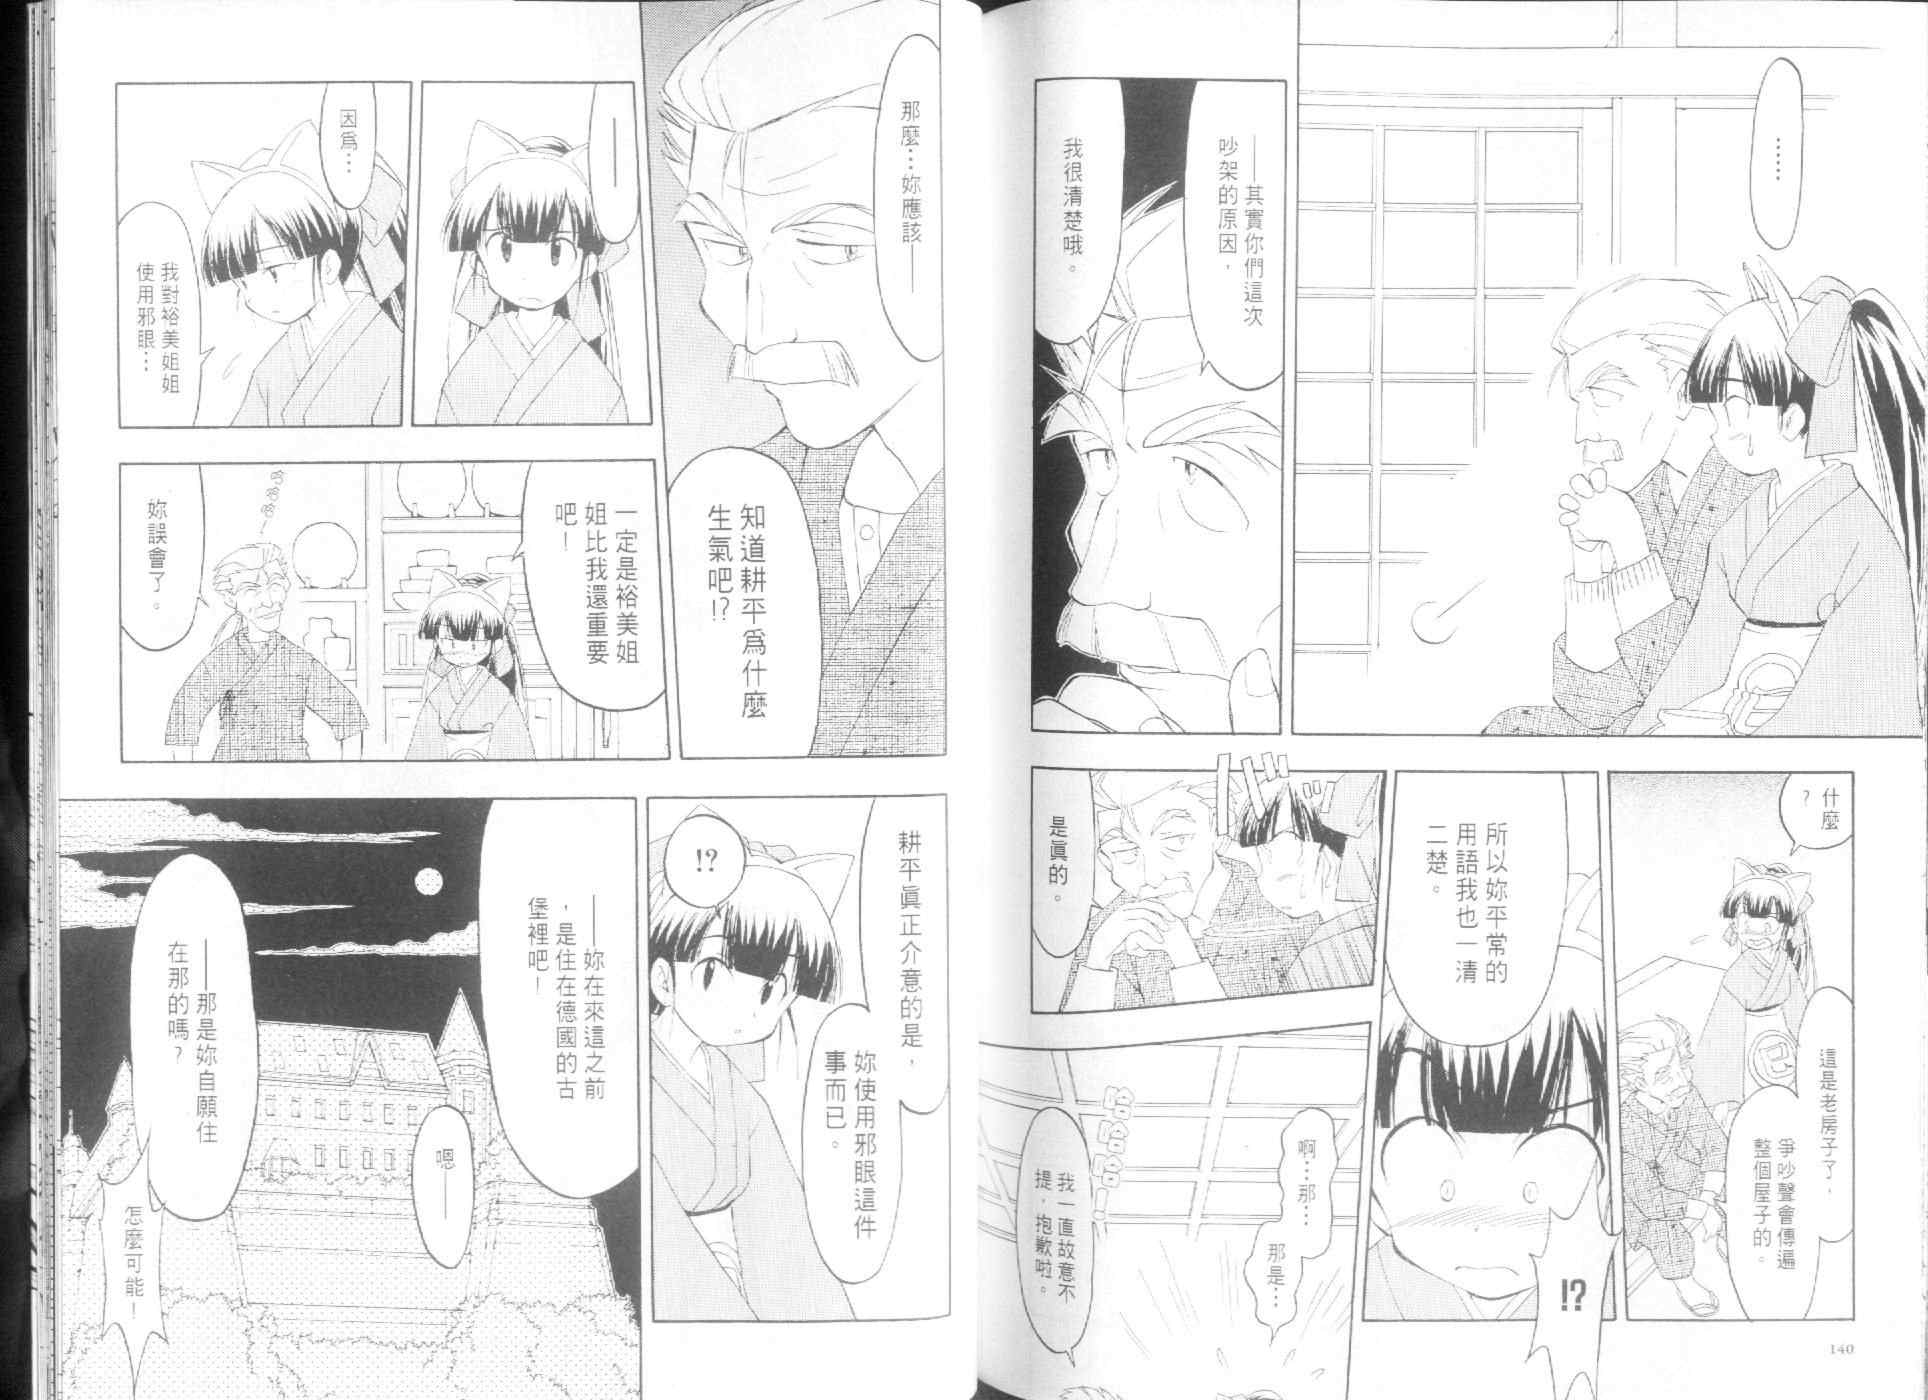 ……
——其實你們這次
吵架的原因，
我很清楚哦。
什麼
？
這是老房子了，
爭吵聲會傳遍
整個屋子的。
所以妳平常的
用語我也一清
二楚。
!?
是眞的。
啊…那…
那是…
我一直故意不
提，抱歉啦。
140
那麼…妳應該——
知道耕平爲什麼
生氣吧!?
——
因爲…
我對裕美姐姐
使用邪眼…
一定是裕美姐
姐比我還重要
吧！
哈哈哈—
妳誤會了。
耕平眞正介意的是，
妳使用邪眼這件
事而已。
!?
——妳在來這之前
，是住在德國的古
堡裡吧！
嗯——
——那是妳自願住
在那的嗎？
怎麼可能！